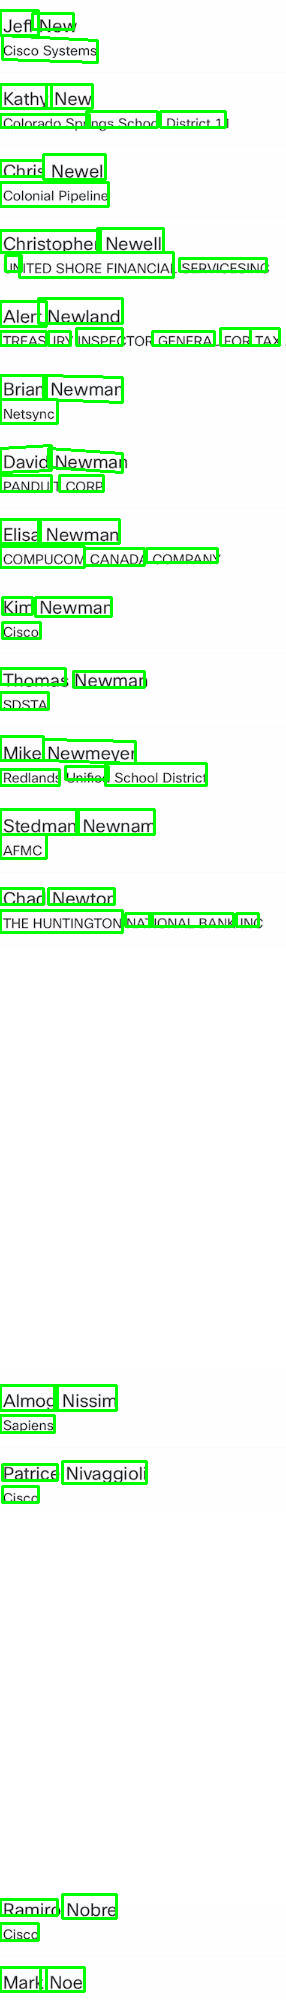 Jeff New
Cisco Systems
Kathy New
Colorado Springs School District 11
Chris Newel
Colonial Pipeline
Christopher Newell
UNITED SHORE FINANCIAL SERVICESINC
Alert Newland
TREASURY INSPECTOR GENERAL FOR TAX
Brian Newman
Netsync
David Newman
PANDUIT CORP
Elisa Newman
COMPUCOM CANADA COMPANY
Kim Newman
Cisco
Thomas Newman
SDSTA
Mike Newmeyer
Redlands Unified School District
Stedman Newnam
AFMC
Chad Newton
THE HUNTINGTON NATIONAL BANK INC
Almog Nissim
Sapiens
Patrice Nivaggioli
Cisco
Ramiro Nobre
Cisco
Mark Noe